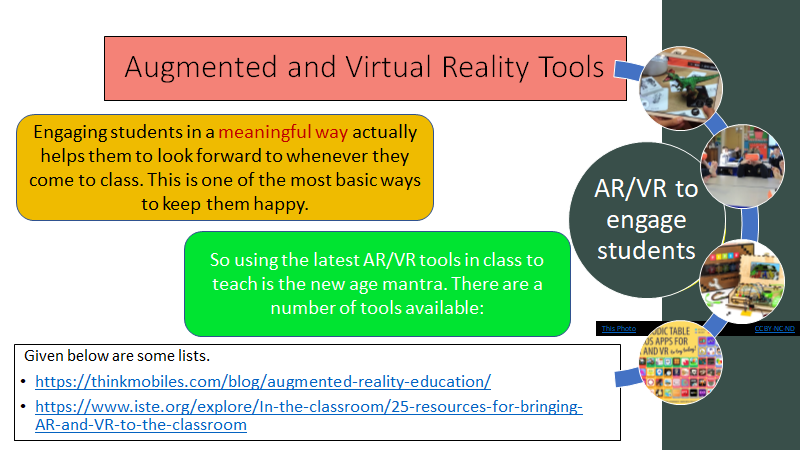 Augmented and Virtual Reality Tools
Engaging students in a meaningful way actually
helps them to look forward to whenever they
come to class. This is one of the most basic ways
to keep them happy.
So using the latest AR/VR tools in class to
teach is the new age mantra. There are a
number of tools available:
Given below are some lists.
• https://thinkmobiles.com/blog/augmented-reality-education/
• https://www.iste.org/explore/In-the-classroom/25-resources-for-bringing-
AR-and-VR-to-the-classroom
AR/VR to
engage
students
This Photo
CCBY NC ND
ODIC TABLE
OS APPS FOR
AND VR